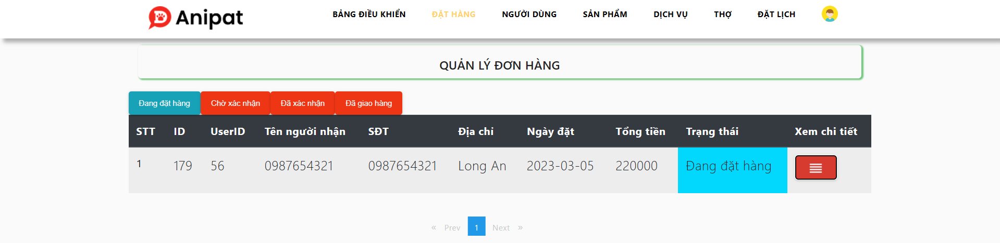 Anipat BẢNG ĐIỀU KHIỂN ĐẶT HÀNG NGƯỜI DÙNG SẢN PHẨM DỊCH VỤ THỢ ĐẶT LỊCH
QUẢN LÝ ĐƠN HÀNG
Đang đặt hàng Chờ xác nhận Đã xác nhận Đã giao hàng
STT ID UserID Tên người nhận SĐT Địa chỉ Ngày đặt Tổng tiền Trạng thái Xem chi tiết
1 179 56 0987654321 0987654321 Long An 2023-03-05 220000 Đang đặt hàng
« Prev 1 Next »